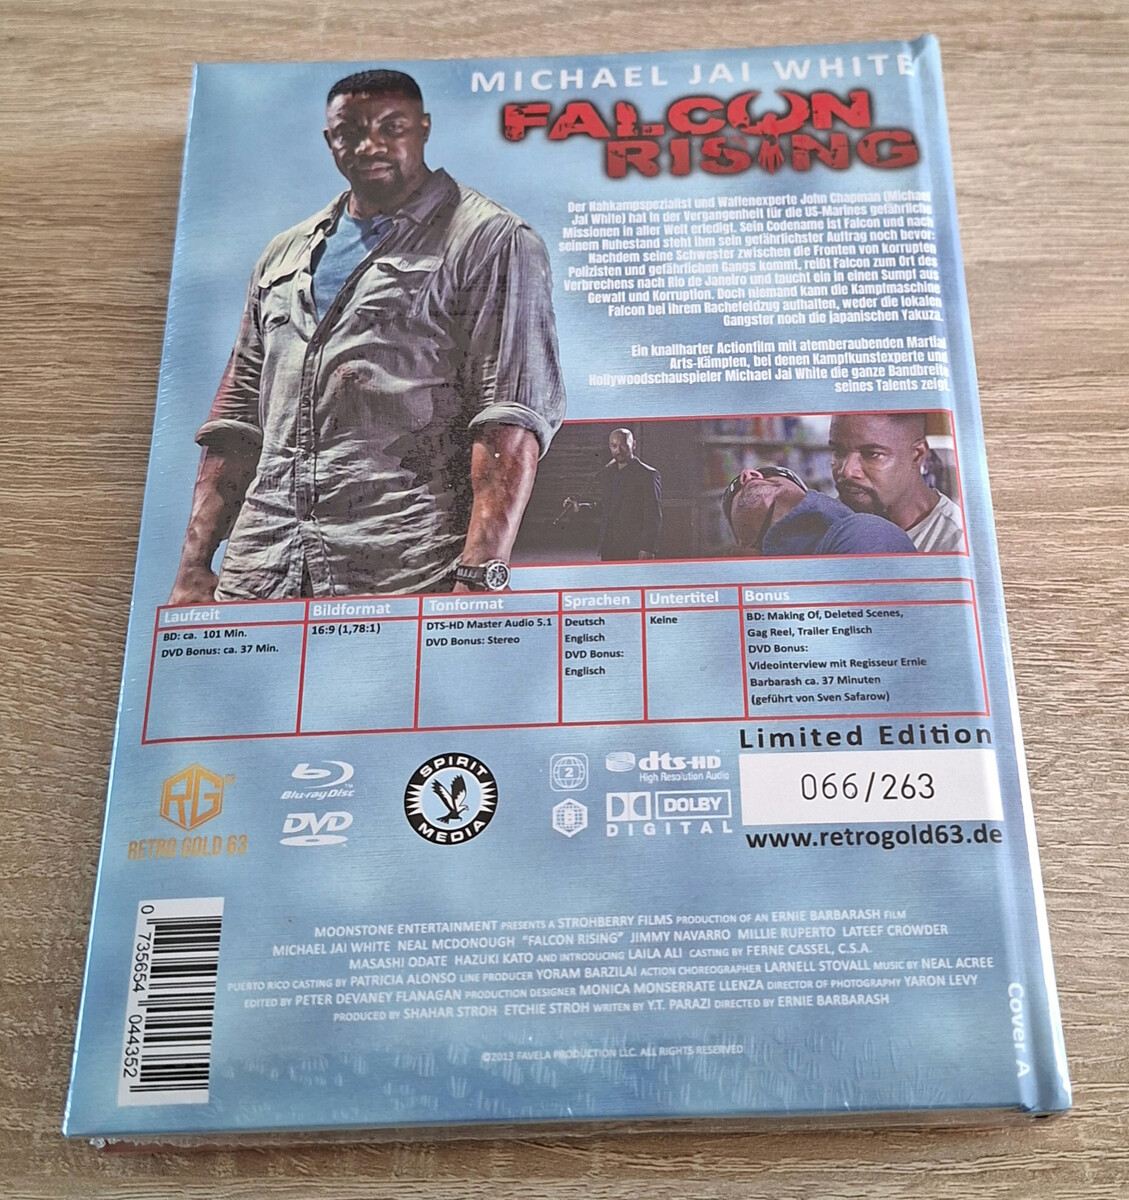 MICHAEL JAI WHITE
FALCON
RISING
Der Nahkampspezialist und Waffenexperte John Chapman (Michael
Jai White) hat in der Vergangenheit für die US-Marines gefährliche
Missionen in aller Welt erledigt. Sein Codename ist Falcon und nach
seinem Ruhestand steht ihm sein gefährlichster Auftrag noch bevor:
Nachdem seine Schwester zwischen die Fronten von korrupten
Polizisten und gefährlichen Gangs kommt, reißt Falcon zum Ort des
Verbrechens nach Rio de Janeiro und taucht ein in einen Sumpf aus
Gewalt und Korruption. Doch niemand kann die Kampfmaschine
Falcon bei ihrem Rachefeldzug aufhalten, weder die lokalen
Gangster noch die japanischen Yakuza.
Ein knallharter Actionfilm mit atemberaubenden Martial
Arts-Kämpfen, bei denen Kampfkunstexperte und
Hollywoodschauspieler Michael Jai White die ganze Bandbreite
seines Talents zeigt.
Laufzeit
BD: ca. 101 Min.
DVD Bonus: ca. 37 Min.
Bildformat
16:9 (1,78:1)
Tonformat
DTS-HD Master Audio 5.1
DVD Bonus: Stereo
Sprachen
Deutsch
Englisch
DVD Bonus:
Englisch
Untertitel
Keine
Bonus
BD: Making Of, Deleted Scenes,
Gag Reel, Trailer Englisch
DVD Bonus:
Videointerview mit Regisseur Ernie
Barbarash ca. 37 Minuten
(geführt von Sven Safarow)
RG
RETRO GOLD 63
Blu-ray Disc
DVD
SPIRIT
MEDIA
2
B
dts-HD
High Resolution Audio
DOLBY
DIGITAL
Limited Edition
066/263
www.retrogold63.de
MOONSTONE ENTERTAINMENT PRESENTS A STROHBERRY FILMS PRODUCTION OF AN ERNIE BARBARASH FILM
MICHAEL JAI WHITE NEAL MCDONOUGH "FALCON RISING" JIMMY NAVARRO MILLIE RUPERTO LATEEF CROWDER
MASASHI ODATE HAZUKI KATO AND INTRODUCING LAILA ALI CASTING BY FERNE CASSEL, C.S.A.
PUERTO RICO CASTING BY PATRICIA ALONSO LINE PRODUCER YORAM BARZILAI ACTION CHOREOGRAPHER LARNELL STOVALL MUSIC BY NEAL ACREE
EDITED BY PETER DEVANEY FLANAGAN PRODUCTION DESIGNER MONICA MONSERRATE LLENZA DIRECTOR OF PHOTOGRAPHY YARON LEVY
PRODUCED BY SHAHAR STROH ETCHIE STROH WRITTEN BY Y.T. PARAZI DIRECTED BY ERNIE BARBARASH
©2013 FAVELA PRODUCTION LLC. ALL RIGHTS RESERVED
0 735654 044352
Cover A